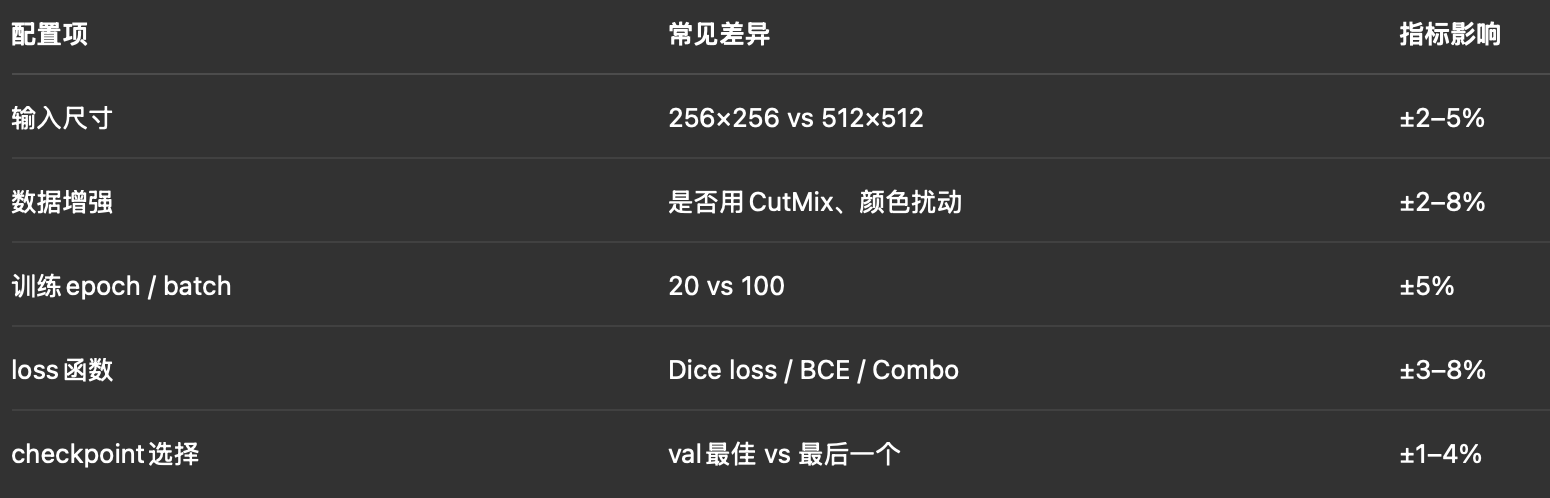 配置项 常见差异 指标影响
输入尺寸 256×256 vs 512×512 ±2–5%
数据增强 是否用 CutMix、颜色扰动 ±2–8%
训练 epoch / batch 20 vs 100 ±5%
loss 函数 Dice loss / BCE / Combo ±3–8%
checkpoint 选择 val 最佳 vs 最后一个 ±1–4%